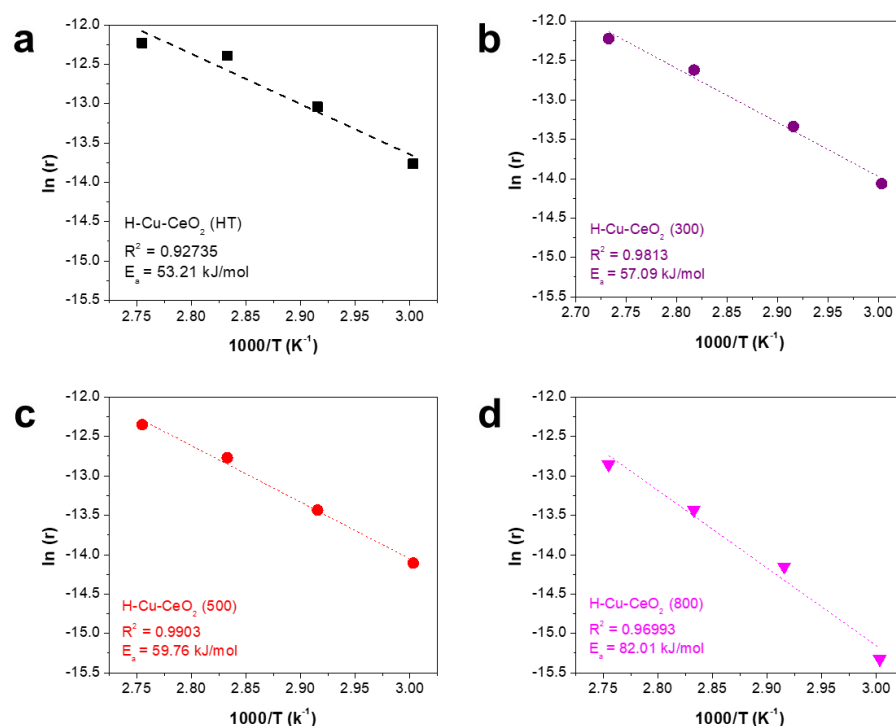 a
-12.0
-12.5
-13.0
-13.5
-14.0
-14.5
-15.0
-15.5
ln (r)
H-Cu-CeO₂ (HT)
R² = 0.92735
Eₐ = 53.21 kJ/mol
2.75 2.80 2.85 2.90 2.95 3.00
1000/T (K⁻¹)
b
-12.0
-12.5
-13.0
-13.5
-14.0
-14.5
-15.0
-15.5
ln (r)
H-Cu-CeO₂ (300)
R² = 0.9813
Eₐ = 57.09 kJ/mol
2.70 2.75 2.80 2.85 2.90 2.95 3.00
1000/T (K⁻¹)
c
-12.0
-12.5
-13.0
-13.5
-14.0
-14.5
-15.0
-15.5
ln (r)
H-Cu-CeO₂ (500)
R² = 0.9903
Eₐ = 59.76 kJ/mol
2.75 2.80 2.85 2.90 2.95 3.00
1000/T (k⁻¹)
d
-12.0
-12.5
-13.0
-13.5
-14.0
-14.5
-15.0
-15.5
ln (r)
H-Cu-CeO₂ (800)
R² = 0.96993
Eₐ = 82.01 kJ/mol
2.75 2.80 2.85 2.90 2.95 3.00
1000/T (K⁻¹)